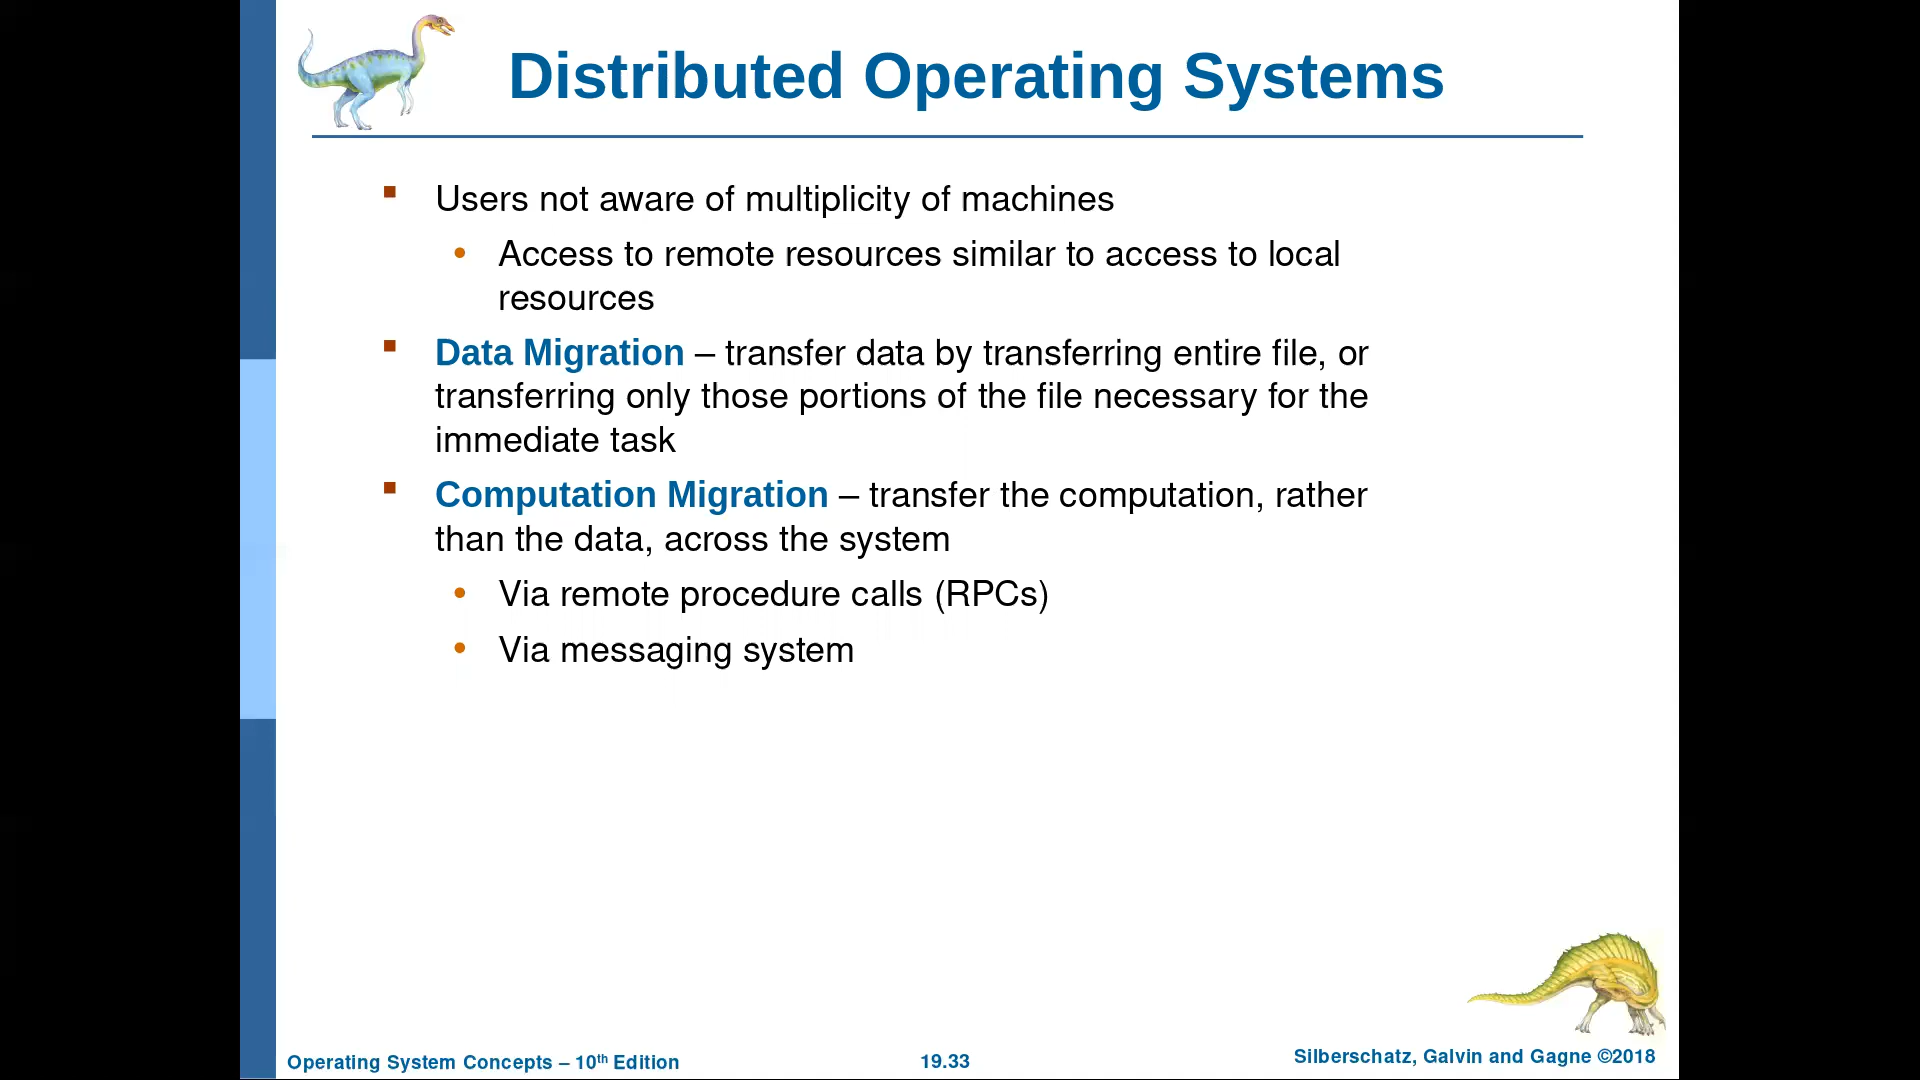 Distributed Operating Systems
▪ Users not aware of multiplicity of machines
• Access to remote resources similar to access to local
resources
▪ Data Migration – transfer data by transferring entire file, or
transferring only those portions of the file necessary for the
immediate task
▪ Computation Migration – transfer the computation, rather
than the data, across the system
• Via remote procedure calls (RPCs)
• Via messaging system
Operating System Concepts – 10th Edition
19.33
Silberschatz, Galvin and Gagne ©2018